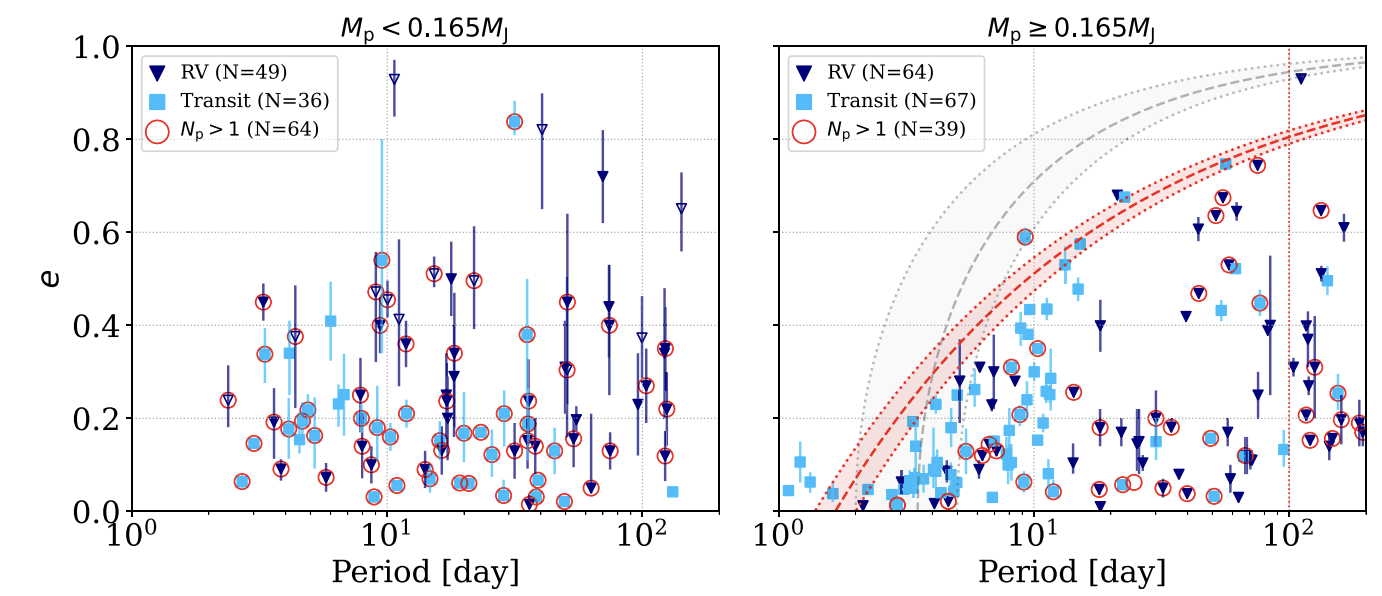 M_p < 0.165M_J
M_p ≥ 0.165M_J
RV (N=49)
Transit (N=36)
N_p > 1 (N=64)
RV (N=64)
Transit (N=67)
N_p > 1 (N=39)
1.0
0.8
0.6
0.4
0.2
0.0
e
10^0
10^1
10^2
10^0
10^1
10^2
Period [day]
Period [day]